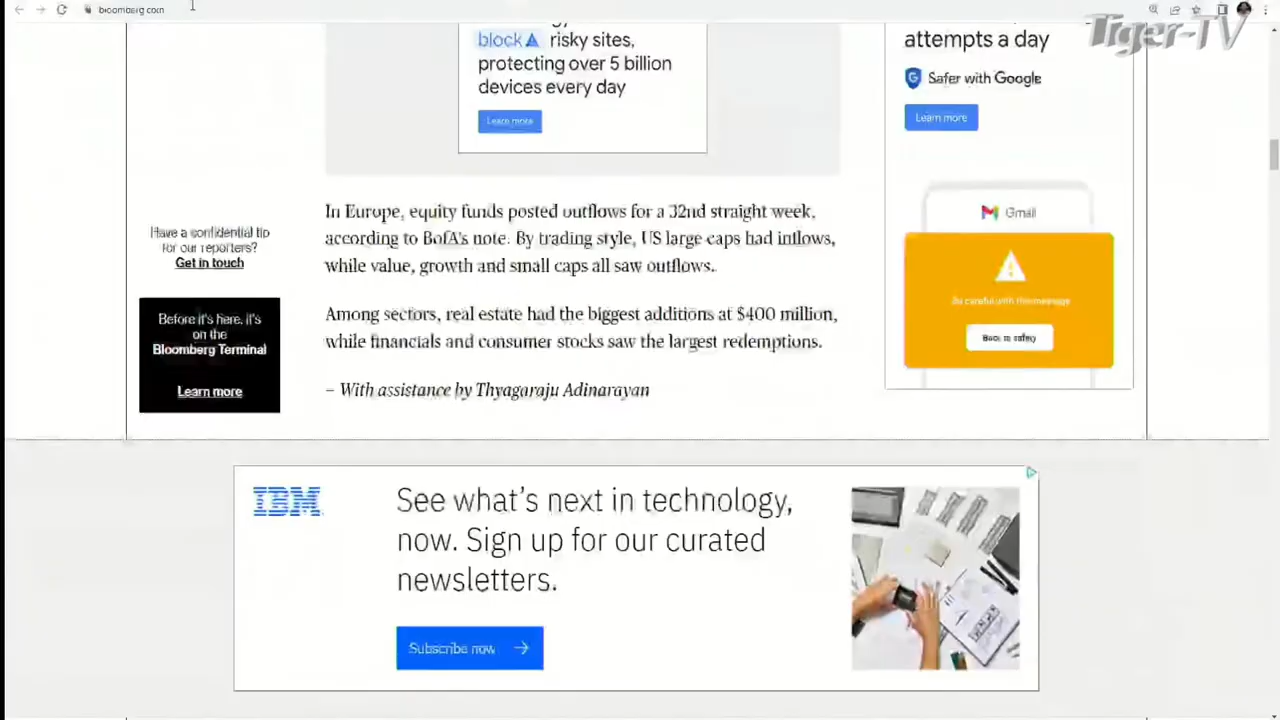 bloomberg.com
Tiger-TV
block risky sites,
protecting over 5 billion
devices every day
Learn more
attempts a day
Safer with Google
Learn more
Gmail
Be careful with this message
Back to safety
Have a confidential tip
for our reporters?
Get in touch
Before it's here, it's
on the
Bloomberg Terminal
Learn more
In Europe, equity funds posted outflows for a 32nd straight week,
according to BofA's note. By trading style, US large caps had inflows,
while value, growth and small caps all saw outflows.
Among sectors, real estate had the biggest additions at $400 million,
while financials and consumer stocks saw the largest redemptions.
– With assistance by Thyagaraju Adinarayan
IBM
See what's next in technology,
now. Sign up for our curated
newsletters.
Subscribe now